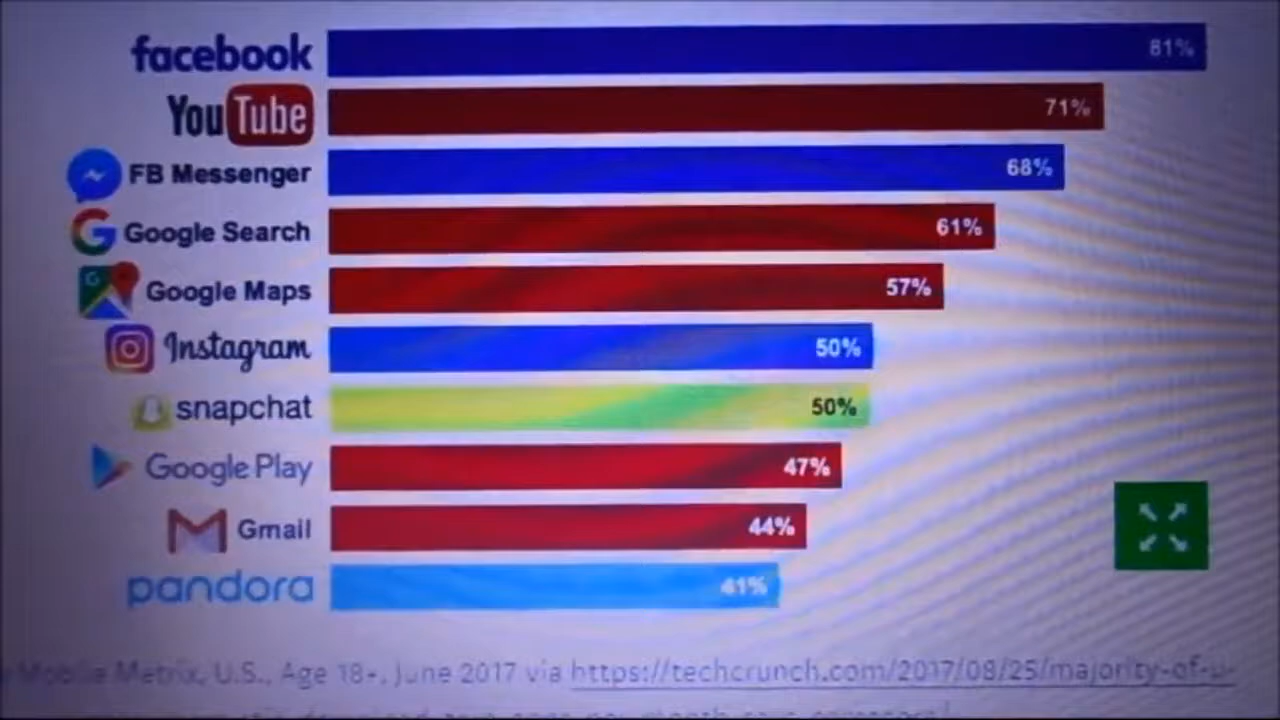 facebook 81%
YouTube 71%
FB Messenger 68%
Google Search 61%
Google Maps 57%
Instagram 50%
snapchat 50%
Google Play 47%
Gmail 44%
pandora 41%
Mobile Metrix, U.S., Age 18+, June 2017 via https://techcrunch.com/2017/08/25/majority-of-u-